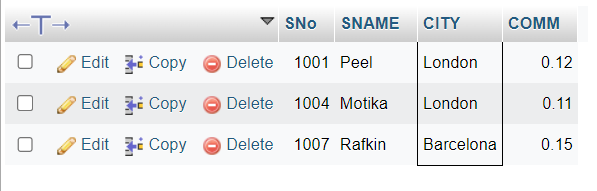 SNo SNAME CITY COMM
Edit Copy Delete 1001 Peel London 0.12
Edit Copy Delete 1004 Motika London 0.11
Edit Copy Delete 1007 Rafkin Barcelona 0.15